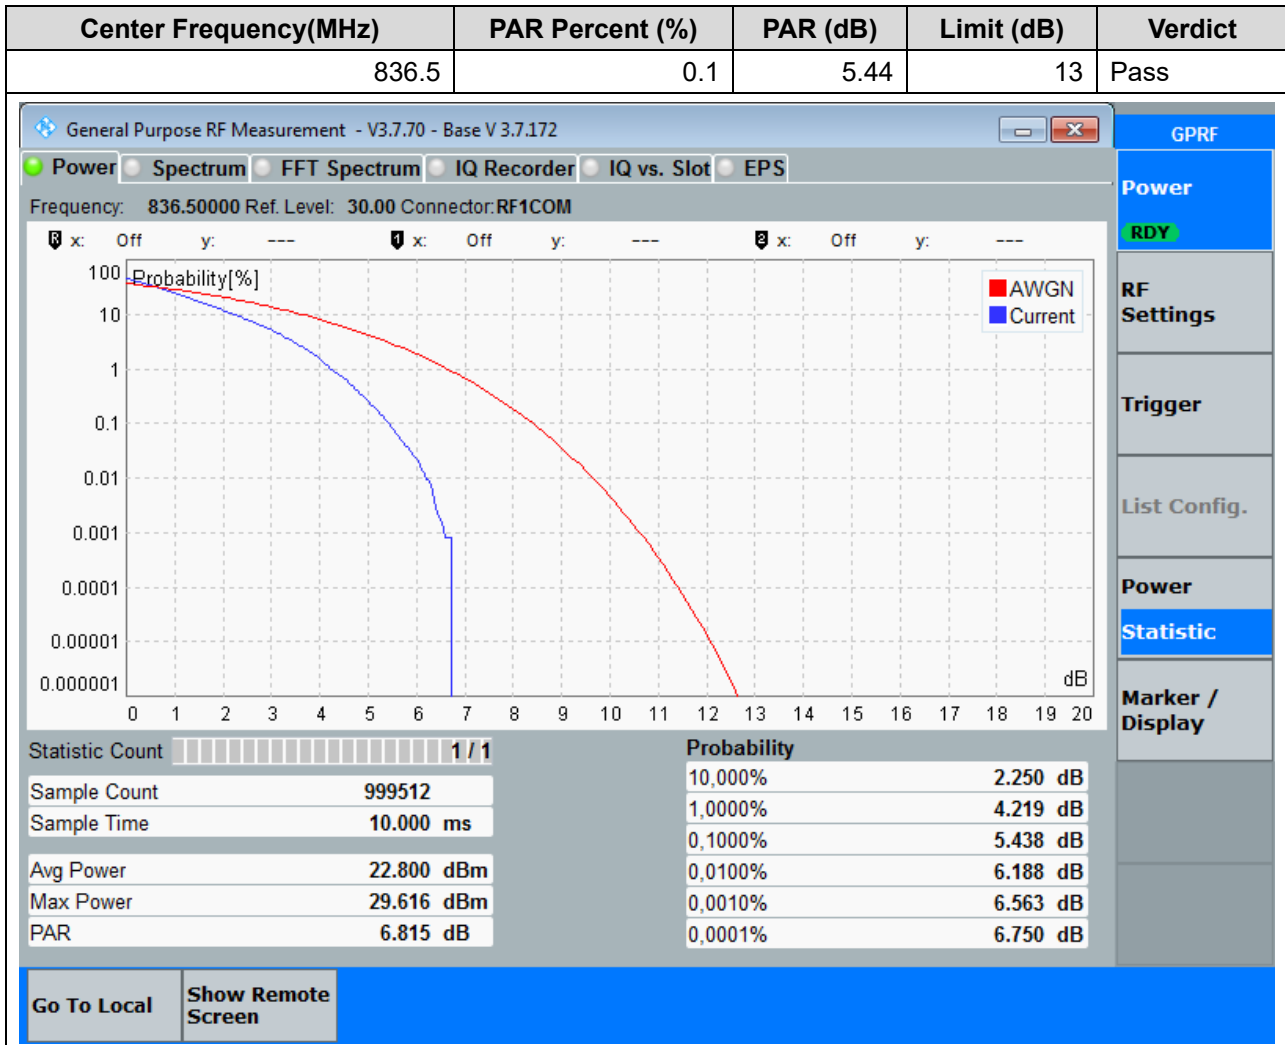 Center Frequency(MHz) PAR Percent (%) PAR (dB) Limit (dB) Verdict
836.5 0.1 5.44 13 Pass
General Purpose RF Measurement - V3.7.70 - Base V 3.7.172
GPRF
Power Spectrum FFT Spectrum IQ Recorder IQ vs. Slot EPS
Power
RDY
Frequency: 836.50000 Ref. Level: 30.00 Connector:RF1COM
R x: Off y: --- 1 x: Off y: --- 2 x: Off y: ---
Probability[%]
AWGN
Current
100
10
1
0.1
0.01
0.001
0.0001
0.00001
0.000001
dB
0 1 2 3 4 5 6 7 8 9 10 11 12 13 14 15 16 17 18 19 20
RF
Settings
Trigger
List Config.
Power
Statistic
Marker /
Display
Statistic Count 1 / 1
Sample Count 999512
Sample Time 10.000 ms
Avg Power 22.800 dBm
Max Power 29.616 dBm
PAR 6.815 dB
Probability
10,000% 2.250 dB
1,0000% 4.219 dB
0,1000% 5.438 dB
0,0100% 6.188 dB
0,0010% 6.563 dB
0,0001% 6.750 dB
Go To Local
Show Remote
Screen